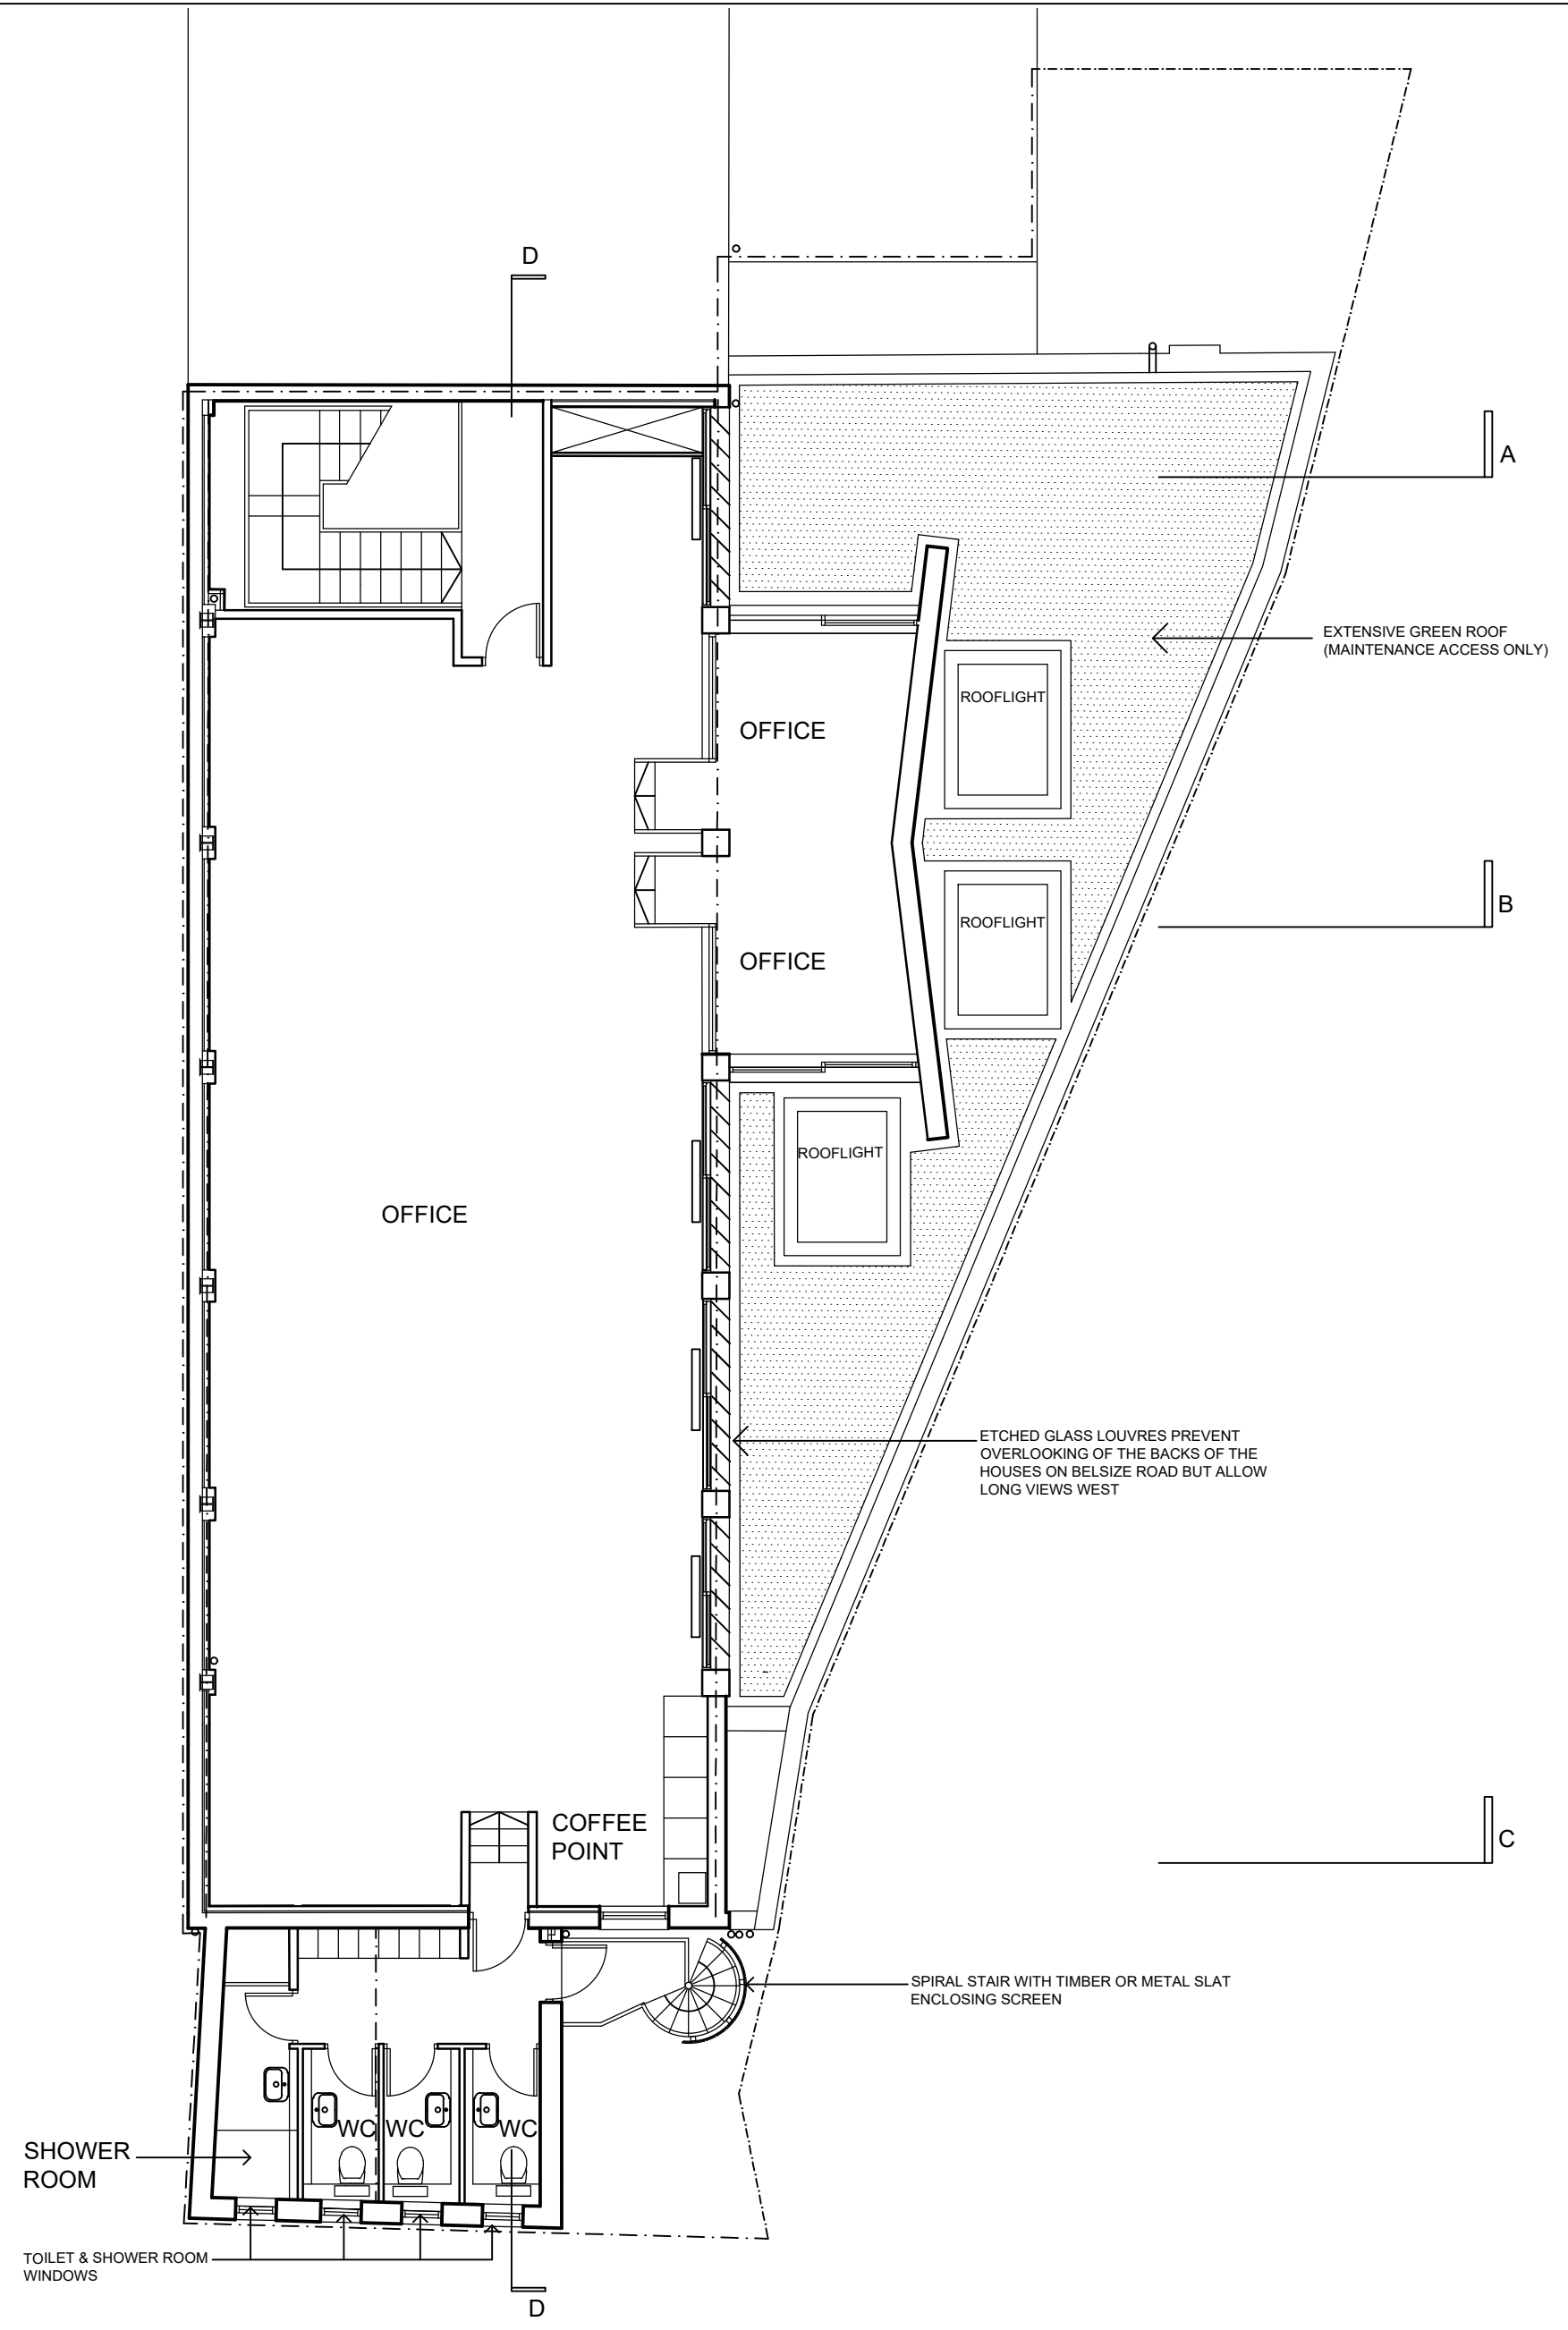 D
A
EXTENSIVE GREEN ROOF
(MAINTENANCE ACCESS ONLY)
ROOFLIGHT
OFFICE
B
ROOFLIGHT
OFFICE
ROOFLIGHT
OFFICE
ETCHED GLASS LOUVRES PREVENT
OVERLOOKING OF THE BACKS OF THE
HOUSES ON BELSIZE ROAD BUT ALLOW
LONG VIEWS WEST
COFFEE
POINT
C
SPIRAL STAIR WITH TIMBER OR METAL SLAT
ENCLOSING SCREEN
WC
WC
WC
SHOWER
ROOM
TOILET & SHOWER ROOM
WINDOWS
D